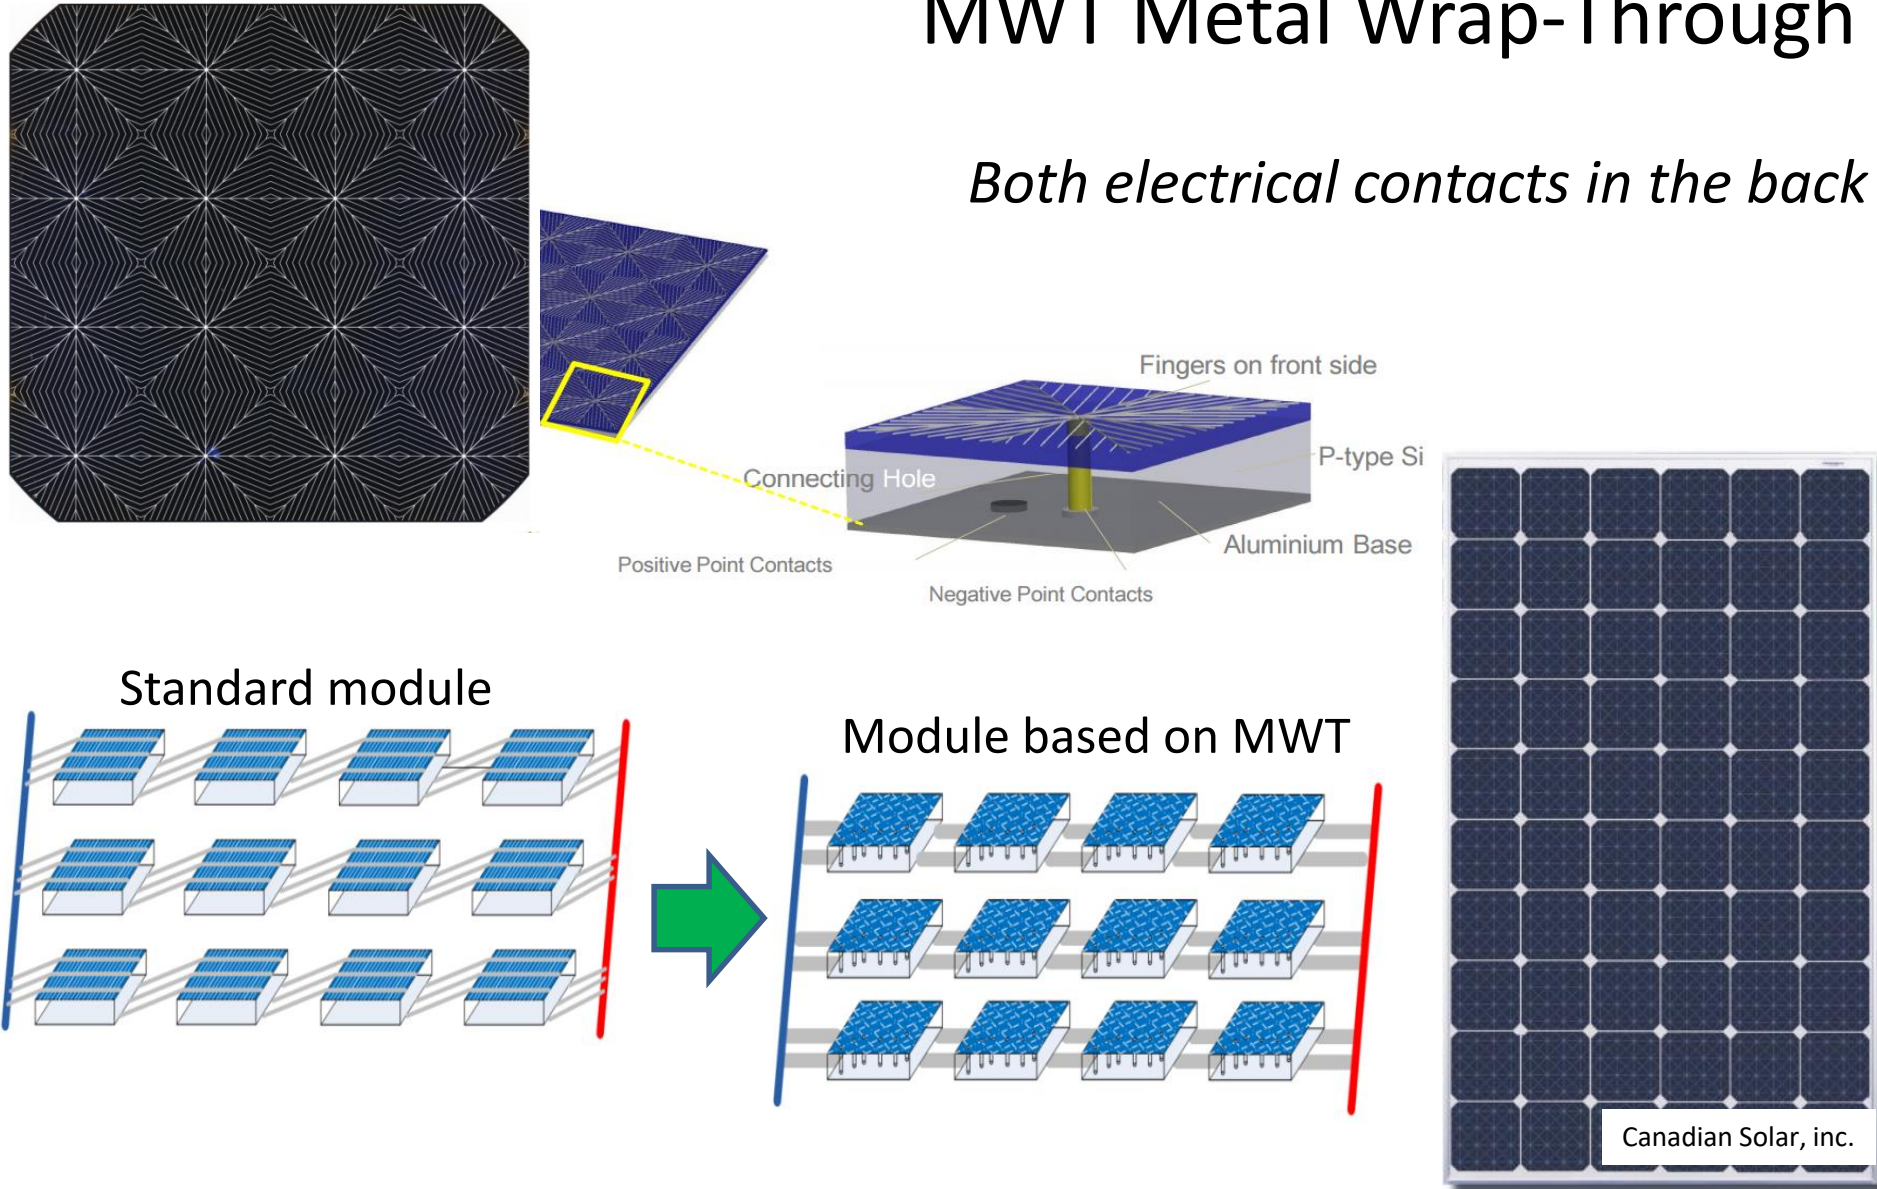 MWT Metal Wrap-Through
Both electrical contacts in the back
Fingers on front side
P-type Si
Connecting Hole
Aluminium Base
Positive Point Contacts
Negative Point Contacts
Standard module
Module based on MWT
Canadian Solar, inc.